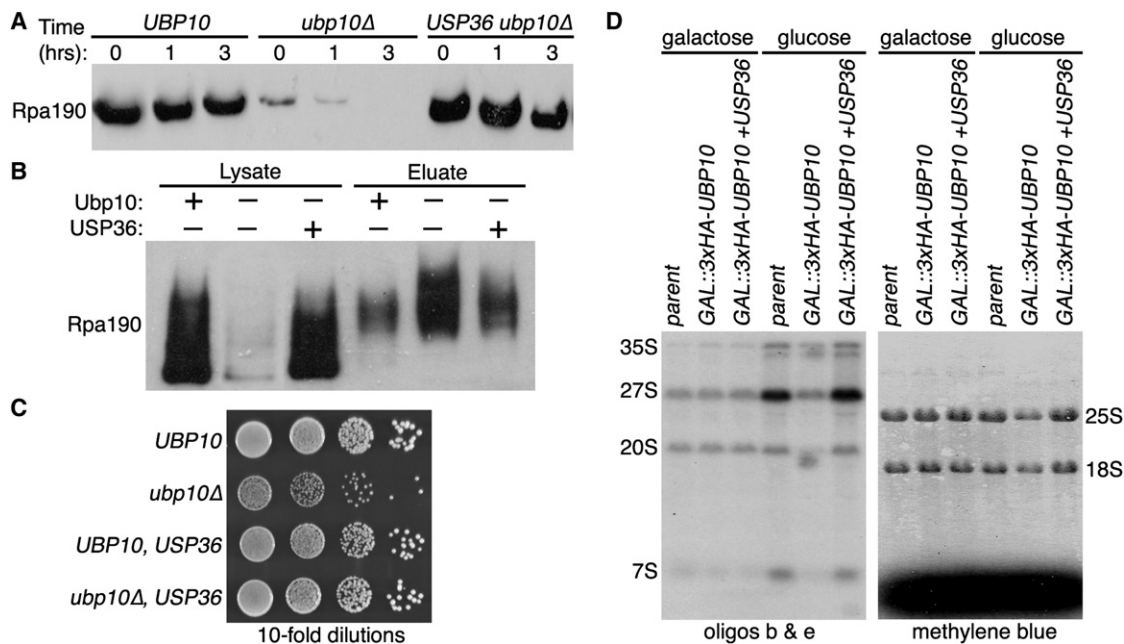 A
Time UBP10 ubp10Δ USP36 ubp10Δ
(hrs): 0 1 3 0 1 3 0 1 3
Rpa190
B
Lysate Eluate
Ubp10: + − − + − −
USP36: − − + − − +
Rpa190
C
UBP10
ubp10Δ
UBP10, USP36
ubp10Δ, USP36
10-fold dilutions
D
galactose glucose galactose glucose
parent
GAL::3xHA-UBP10
GAL::3xHA-UBP10 +USP36
parent
GAL::3xHA-UBP10
GAL::3xHA-UBP10 +USP36
parent
GAL::3xHA-UBP10
GAL::3xHA-UBP10 +USP36
parent
GAL::3xHA-UBP10
GAL::3xHA-UBP10 +USP36
35S
27S
20S
7S
25S
18S
oligos b & e methylene blue